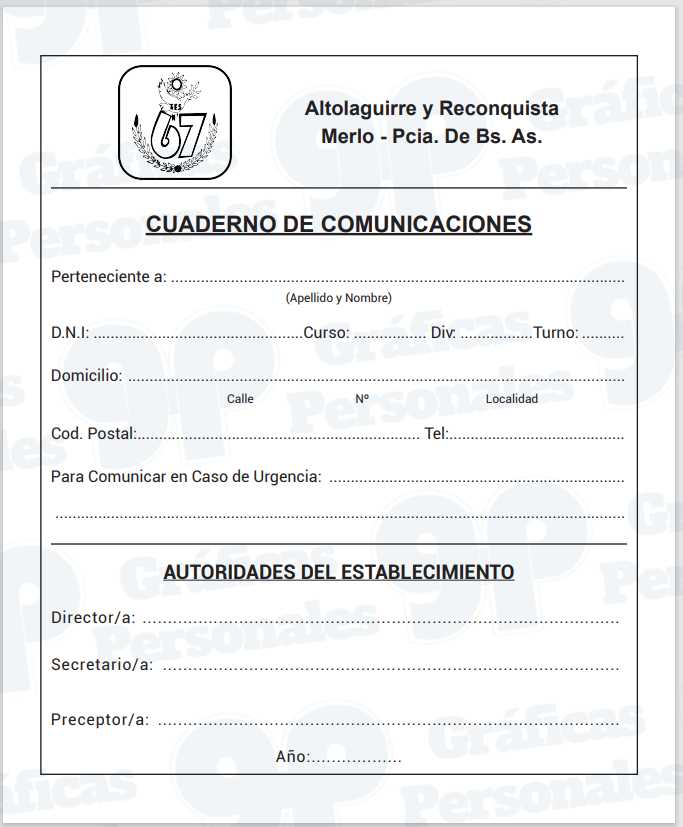 E.E.S.
Nº
67
Altolaguirre y Reconquista
Merlo - Pcia. De Bs. As.
CUADERNO DE COMUNICACIONES
Perteneciente a: ........................................................................
(Apellido y Nombre)
D.N.I: ..................................Curso: ................. Div: .................Turno: ..........
Domicilio: ........................................................................
Calle Nº Localidad
Cod. Postal:.................................................... Tel:..................................
Para Comunicar en Caso de Urgencia: ........................................................
........................................................................
AUTORIDADES DEL ESTABLECIMIENTO
Director/a: ........................................................................
Secretario/a: ........................................................................
Preceptor/a: ........................................................................
Año:..................
gp Gráficas
Personales